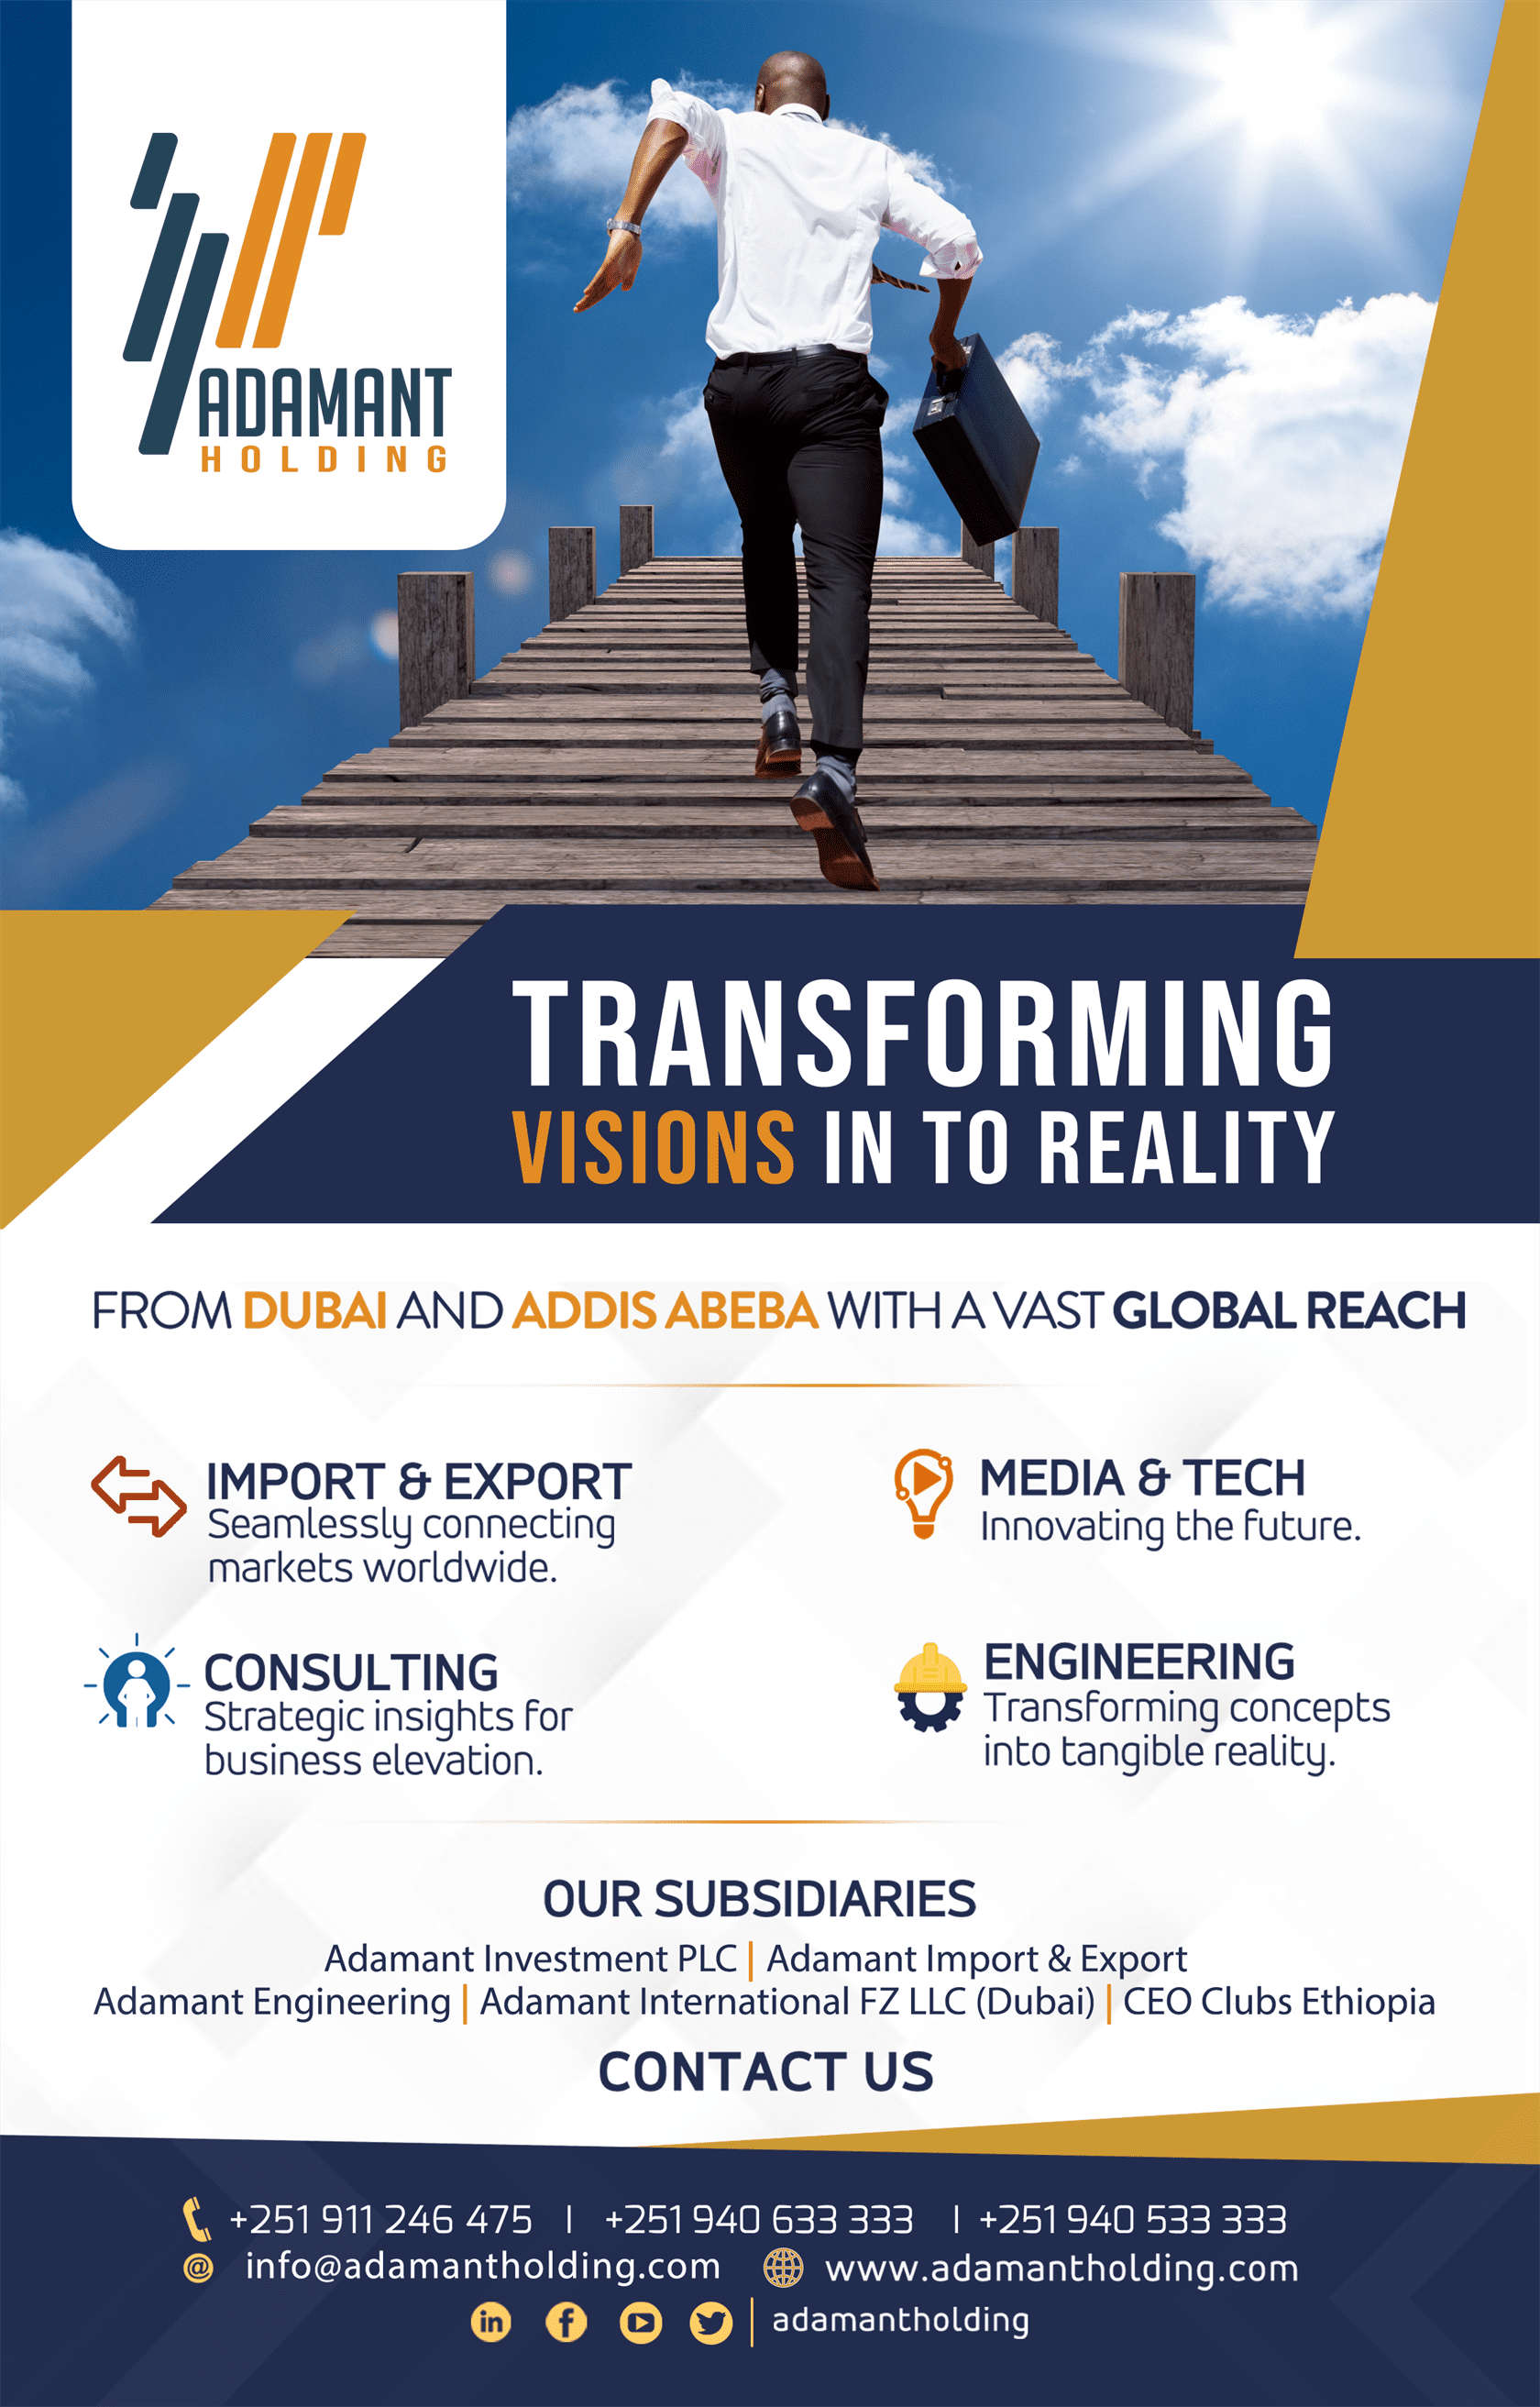 ADAMANT
HOLDING
TRANSFORMING
VISIONS IN TO REALITY
FROM DUBAI AND ADDIS ABEBA WITH A VAST GLOBAL REACH
IMPORT & EXPORT
Seamlessly connecting
markets worldwide.
MEDIA & TECH
Innovating the future.
CONSULTING
Strategic insights for
business elevation.
ENGINEERING
Transforming concepts
into tangible reality.
OUR SUBSIDIARIES
Adamant Investment PLC | Adamant Import & Export
Adamant Engineering | Adamant International FZ LLC (Dubai) | CEO Clubs Ethiopia
CONTACT US
+251 911 246 475 | +251 940 633 333 | +251 940 533 333
info@adamantholding.com www.adamantholding.com
adamantholding